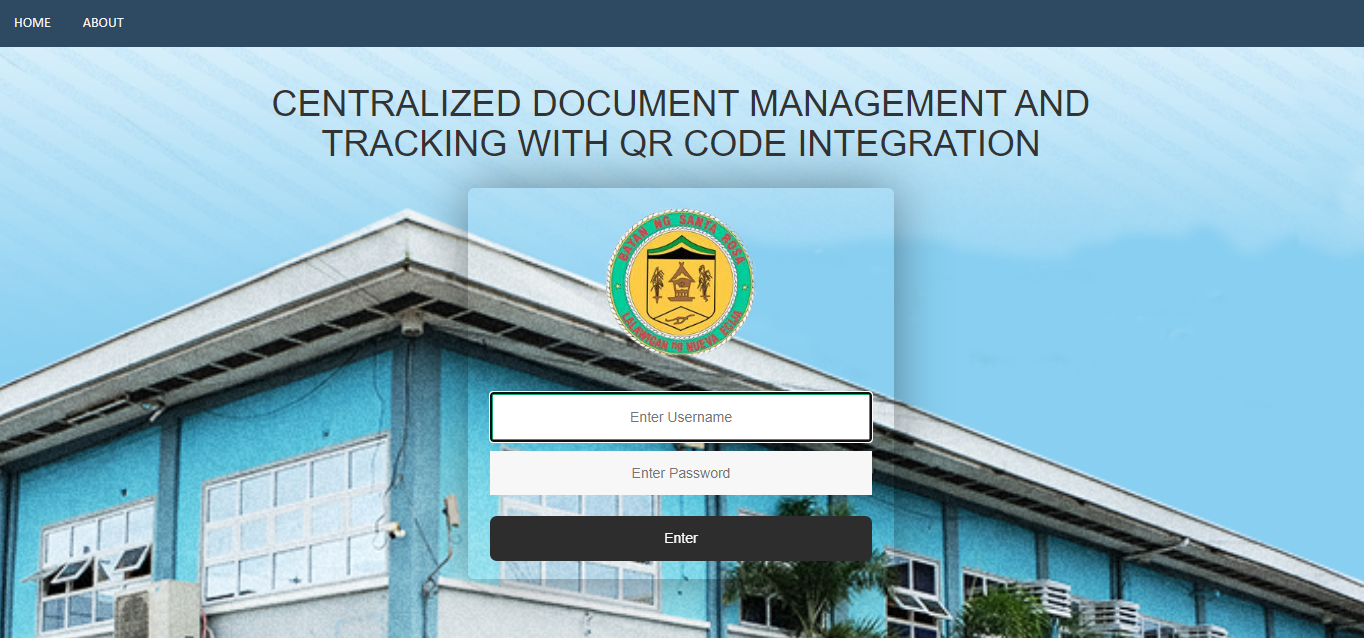 HOME
ABOUT
CENTRALIZED DOCUMENT MANAGEMENT AND
TRACKING WITH QR CODE INTEGRATION
BAYAN NG SANTA ROSA
LALAWIGAN NG NUEVA ECIJA
Enter Username
Enter Password
Enter